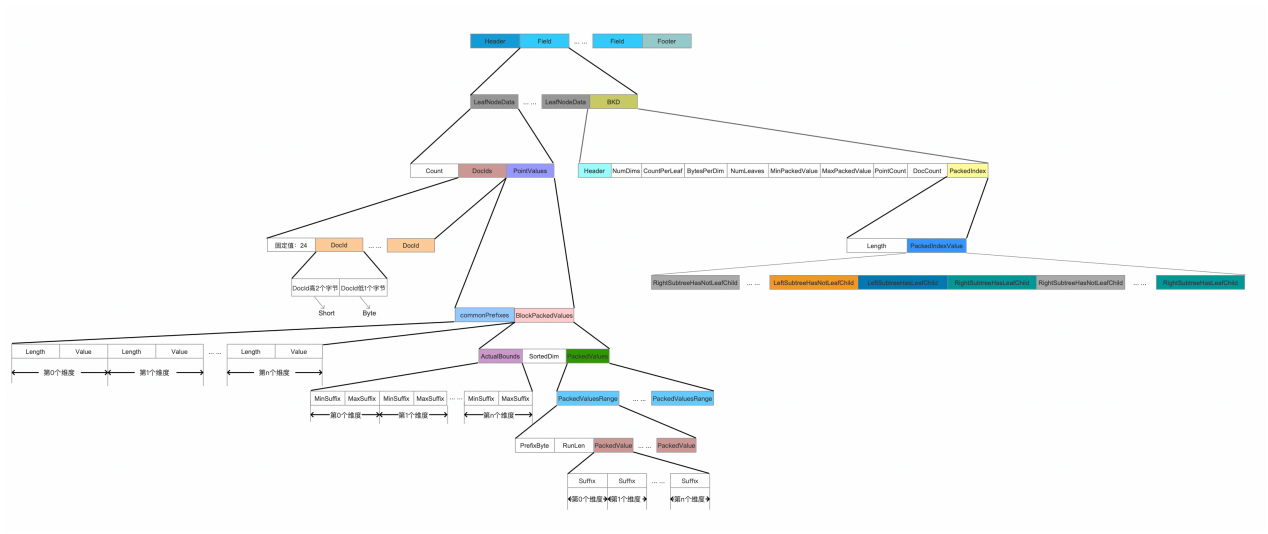 Header Field ... ... Field Footer
LeafNodeData ... ... LeafNodeData BKD
Count DocIds PointValues
Header NumDims CountPerLeaf BytesPerDim NumLeaves MinPackedValue MaxPackedValue PointCount DocCount PackedIndex
固定值：24 DocId ... ... DocId
Length PackedIndexValue
DocId高2个字节 DocId低1个字节
Short Byte
RightSubtreeHasNotLeafChild ... ... LeftSubtreeHasNotLeafChild LeftSubtreeHasLeafChild RightSubtreeHasLeafChild RightSubtreeHasNotLeafChild ... ... RightSubtreeHasLeafChild
commonPrefixes BlockPackedValues
Length Value Length Value ... ... Length Value
第0个维度 第1个维度 第n个维度
ActualBounds SortedDim PackedValues
MinSuffix MaxSuffix MinSuffix MaxSuffix ... ... MinSuffix MaxSuffix
第0个维度 第1个维度 第n个维度
PackedValuesRange ... ... PackedValuesRange
PrefixByte RunLen PackedValue ... ... PackedValue
Suffix Suffix ... ... Suffix
第0个维度 第1个维度 第n个维度